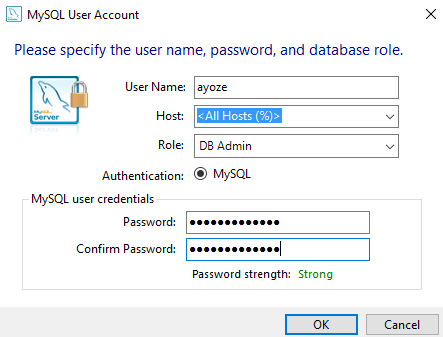 MySQL User Account
Please specify the user name, password, and database role.
User Name: ayoze
Host: <All Hosts (%)>
Role: DB Admin
Authentication: MySQL
MySQL
Server
MySQL user credentials
Password: ●●●●●●●●●●●●●
Confirm Password: ●●●●●●●●●●●●●
Password strength: Strong
OK Cancel